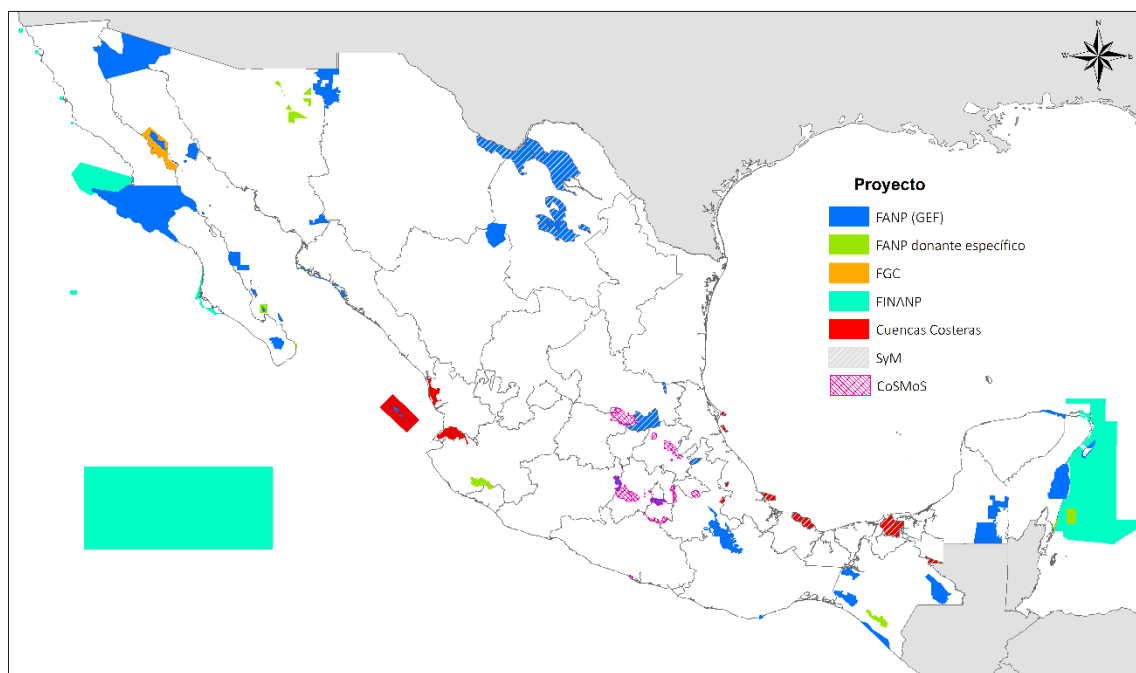 N
W E
S
Proyecto
FANP (GEF)
FANP donante específico
FGC
FINANP
Cuencas Costeras
SyM
CoSMoS